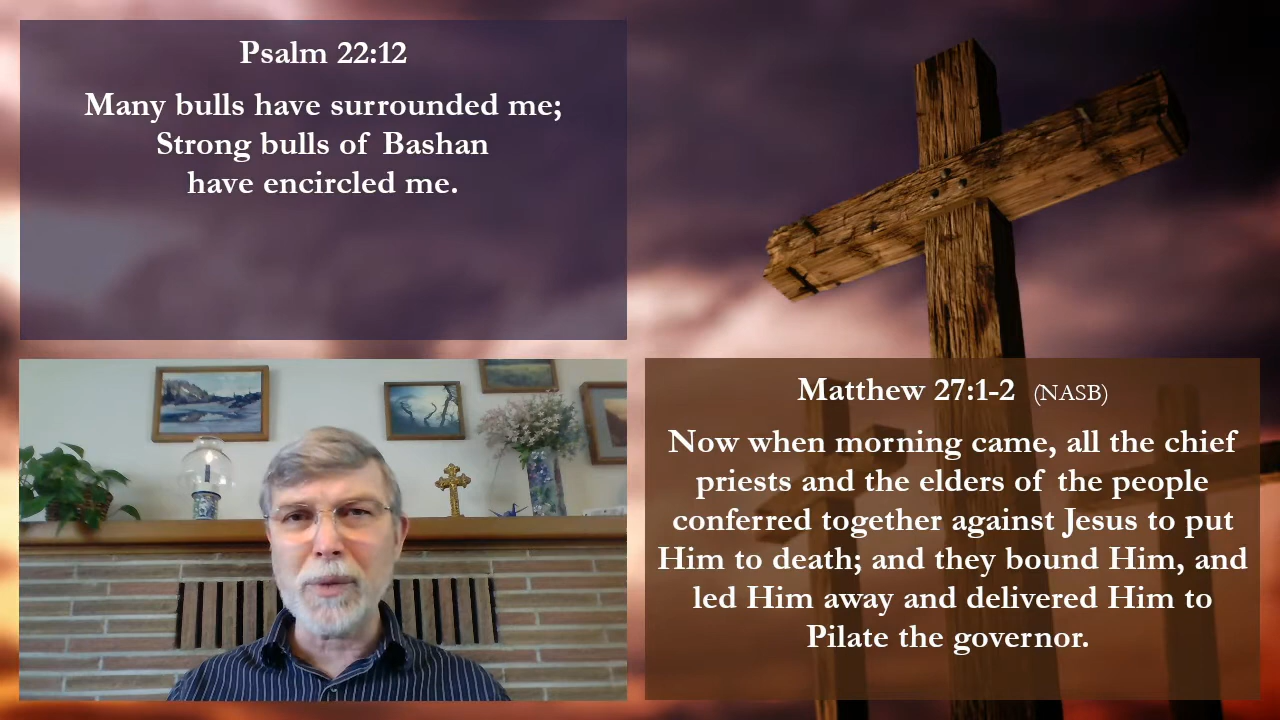 Psalm 22:12
Many bulls have surrounded me;
Strong bulls of Bashan
have encircled me.
Matthew 27:1-2 (NASB)
Now when morning came, all the chief
priests and the elders of the people
conferred together against Jesus to put
Him to death; and they bound Him, and
led Him away and delivered Him to
Pilate the governor.